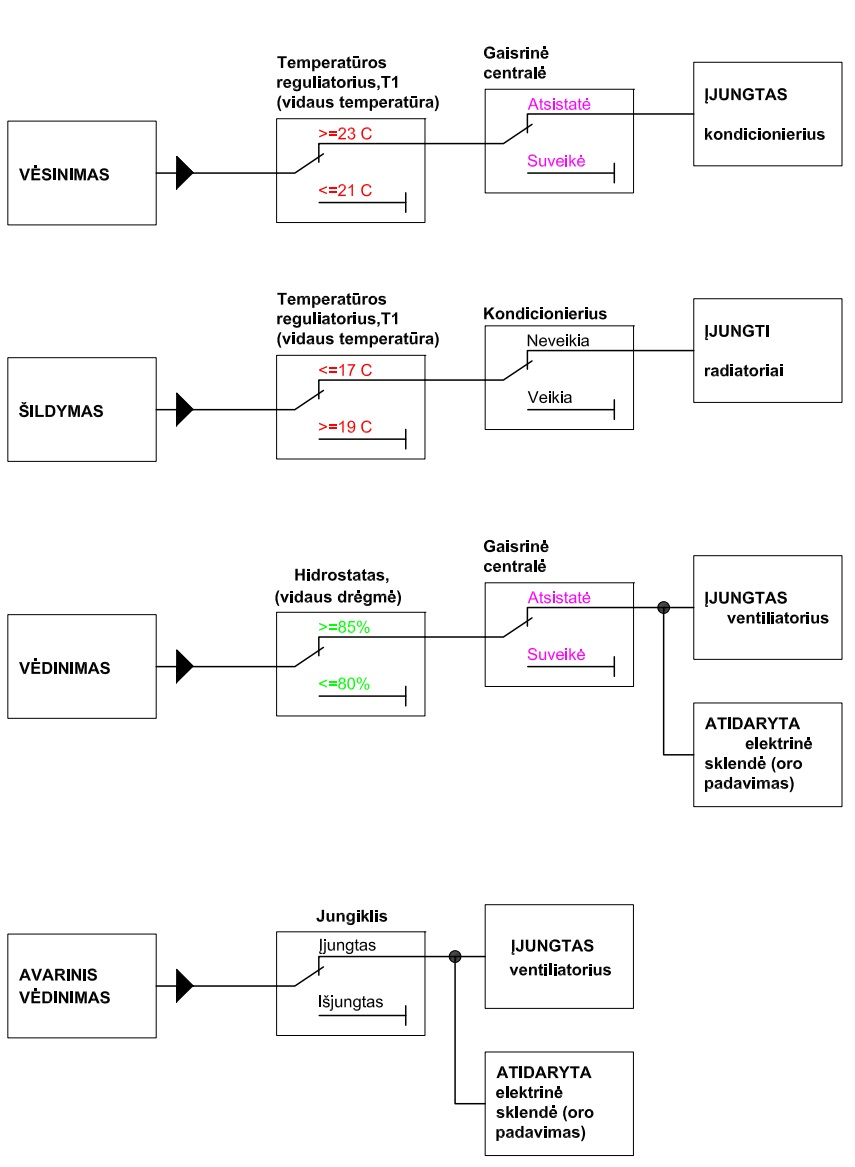 Temperatūros
reguliatorius,T1
(vidaus temperatūra)
Gaisrinė
centralė
VĖSINIMAS
>=23 C
<=21 C
Atsistatė
Suveikė
ĮJUNGTAS
kondicionierius
Temperatūros
reguliatorius,T1
(vidaus temperatūra)
Kondicionierius
ŠILDYMAS
<=17 C
>=19 C
Neveikia
Veikia
ĮJUNGTI
radiatoriai
Hidrostatas,
(vidaus drėgmė)
Gaisrinė
centralė
VĖDINIMAS
>=85%
<=80%
Atsistatė
Suveikė
ĮJUNGTAS
ventiliatorius
ATIDARYTA
elektrinė
sklendė (oro
padavimas)
Jungiklis
AVARINIS
VĖDINIMAS
Įjungtas
Išjungtas
ĮJUNGTAS
ventiliatorius
ATIDARYTA
elektrinė
sklendė (oro
padavimas)